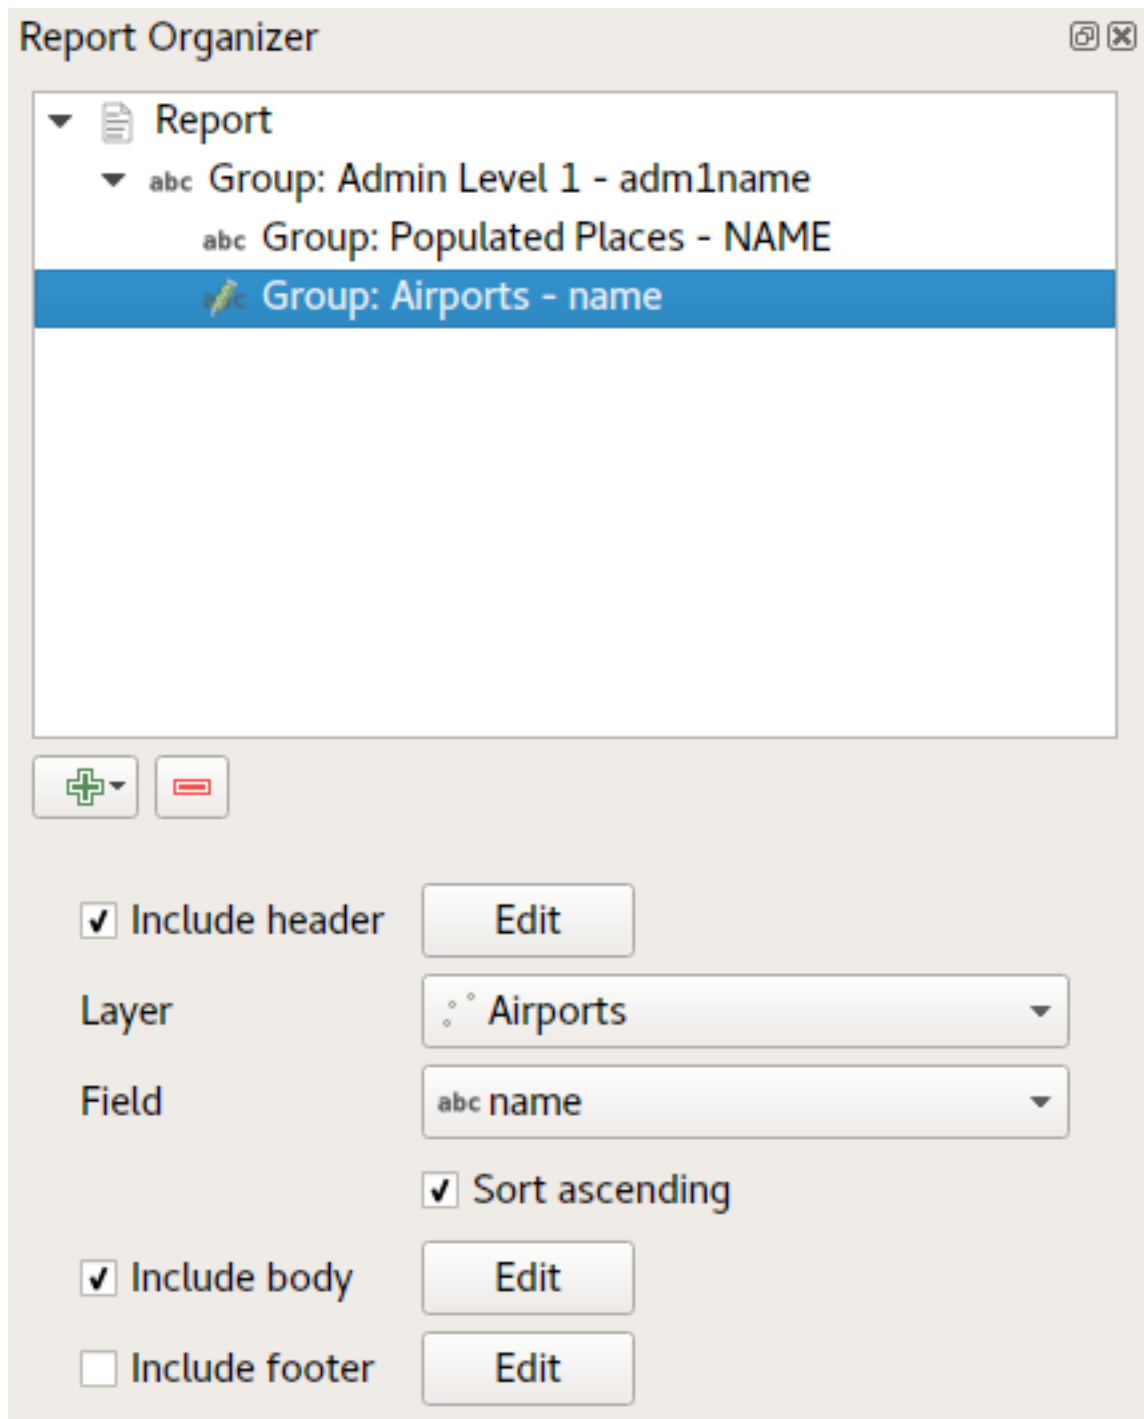 Report Organizer
Report
abc Group: Admin Level 1 - adm1name
abc Group: Populated Places - NAME
Group: Airports - name
Include header Edit
Layer Airports
Field abc name
Sort ascending
Include body Edit
Include footer Edit